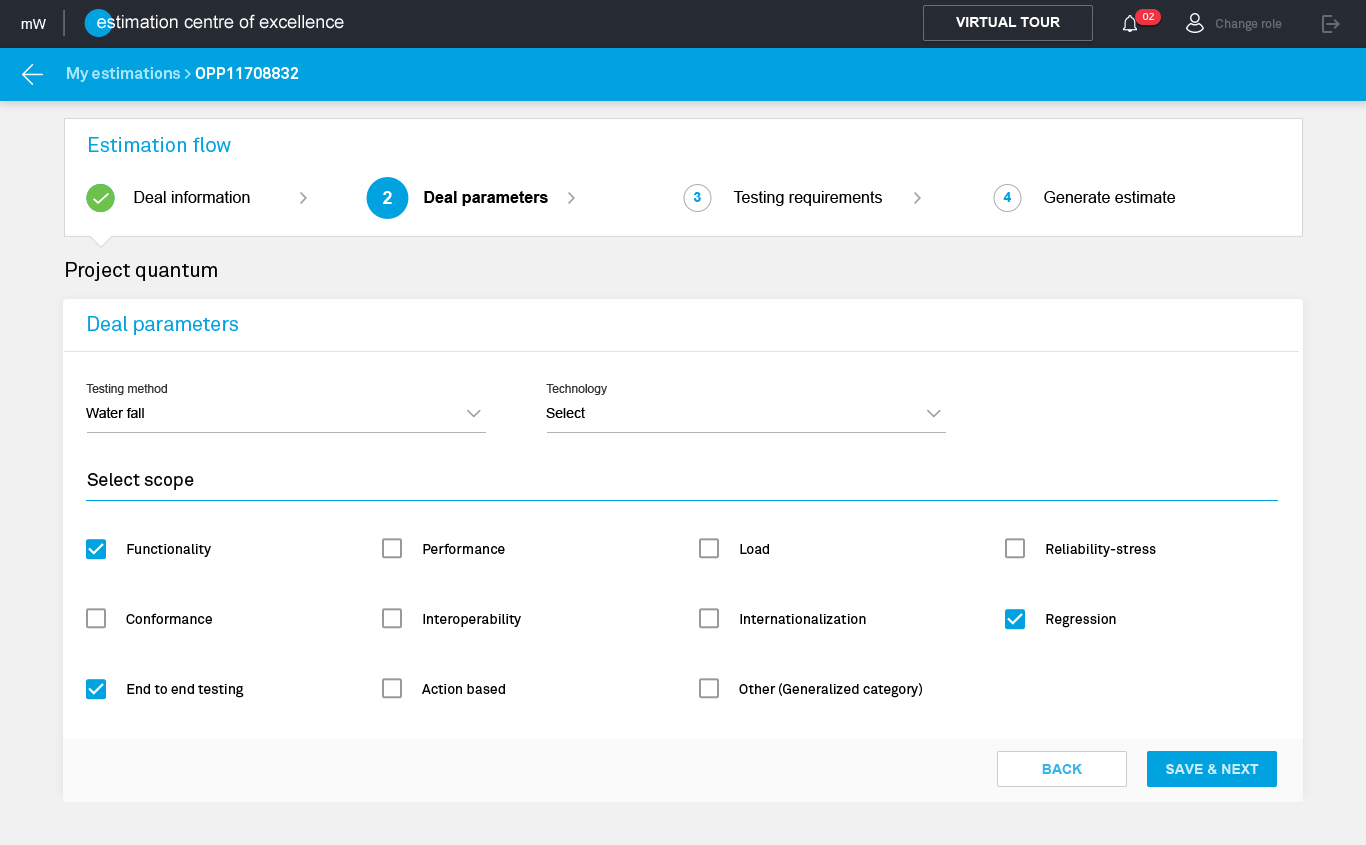 mW
estimation centre of excellence
VIRTUAL TOUR
02
Change role
My estimations > OPP11708832
Estimation flow
Deal information
2
Deal parameters
3
Testing requirements
4
Generate estimate
Project quantum
Deal parameters
Testing method
Technology
Water fall
Select
Select scope
Functionality
Performance
Load
Reliability-stress
Conformance
Interoperability
Internationalization
Regression
End to end testing
Action based
Other (Generalized category)
BACK
SAVE & NEXT